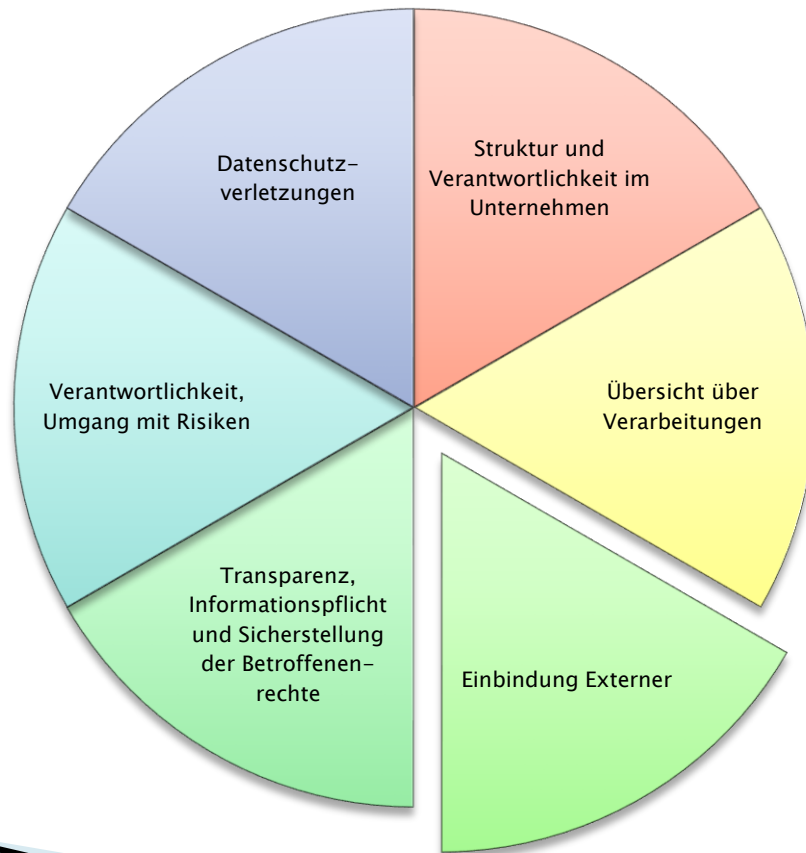 Struktur und
Verantwortlichkeit im
Unternehmen
Übersicht über
Verarbeitungen
Einbindung Externer
Transparenz,
Informationspflicht
und Sicherstellung
der Betroffenen-
rechte
Verantwortlichkeit,
Umgang mit Risiken
Datenschutz-
verletzungen